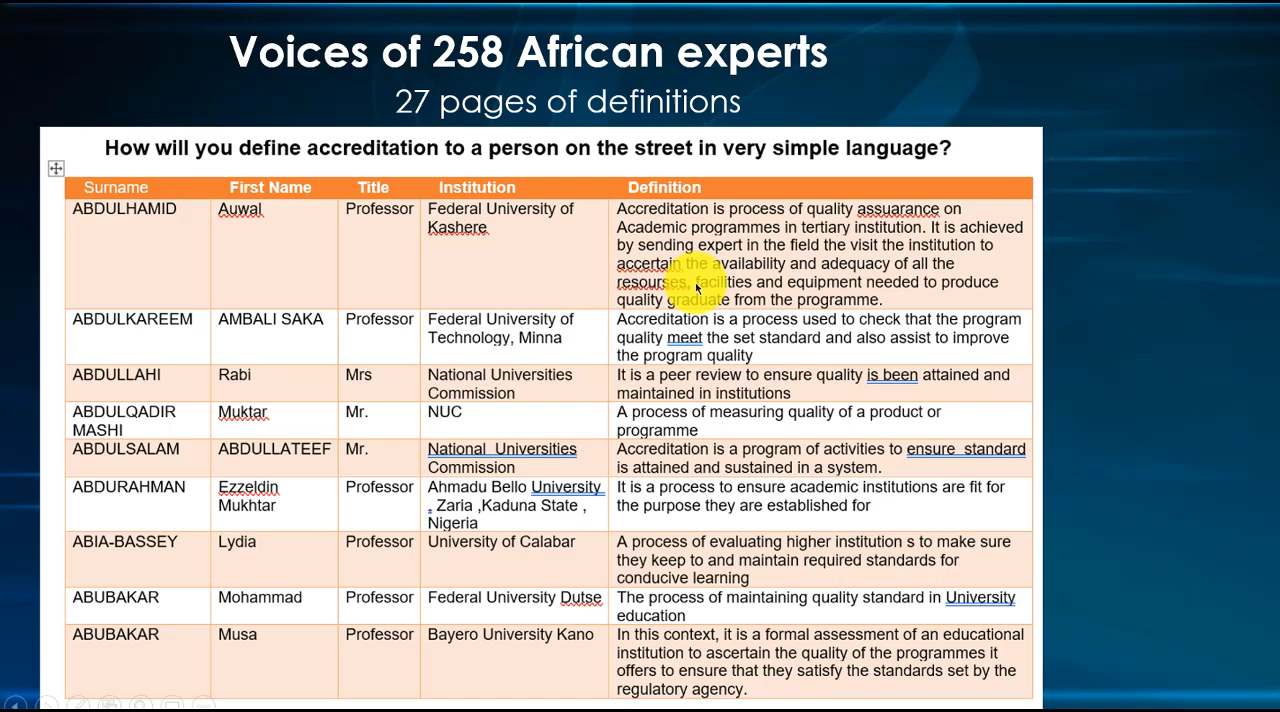 Voices of 258 African experts
27 pages of definitions
How will you define accreditation to a person on the street in very simple language?
Surname First Name Title Institution Definition
ABDULHAMID Auwal Professor Federal University of Accreditation is process of quality assuarance on
Kashere Academic programmes in tertiary institution. It is achieved
by sending expert in the field the visit the institution to
accertain the availability and adequacy of all the
resourses, facilities and equipment needed to produce
quality graduate from the programme.
ABDULKAREEM AMBALI SAKA Professor Federal University of Accreditation is a process used to check that the program
Technology, Minna quality meet the set standard and also assist to improve
the program quality
ABDULLAHI Rabi Mrs National Universities It is a peer review to ensure quality is been attained and
Commission maintained in institutions
ABDULQADIR Muktar Mr. NUC A process of measuring quality of a product or
MASHI programme
ABDULSALAM ABDULLATEEF Mr. National Universities Accreditation is a program of activities to ensure standard
Commission is attained and sustained in a system.
ABDURAHMAN Ezzeldin Professor Ahmadu Bello University It is a process to ensure academic institutions are fit for
Mukhtar , Zaria ,Kaduna State , the purpose they are established for
Nigeria
ABIA-BASSEY Lydia Professor University of Calabar A process of evaluating higher institution s to make sure
they keep to and maintain required standards for
conducive learning
ABUBAKAR Mohammad Professor Federal University Dutse The process of maintaining quality standard in University
education
ABUBAKAR Musa Professor Bayero University Kano In this context, it is a formal assessment of an educational
institution to ascertain the quality of the programmes it
offers to ensure that they satisfy the standards set by the
regulatory agency.